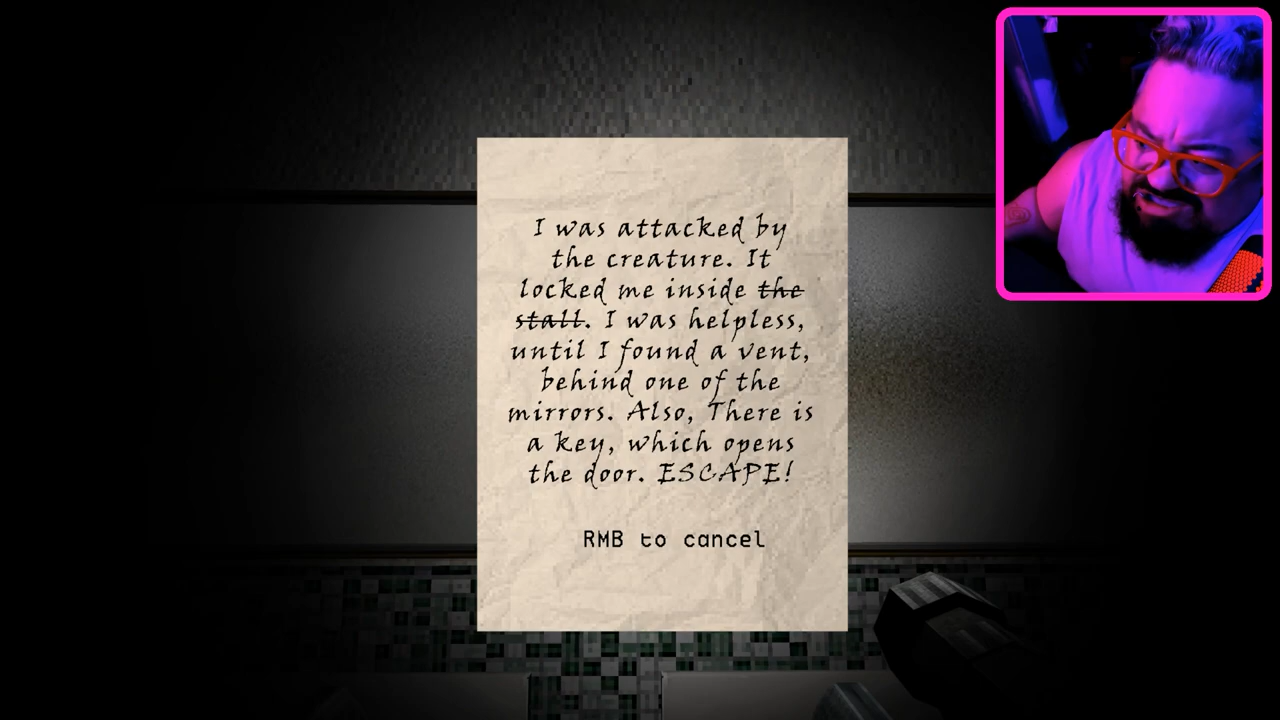 I was attacked by
the creature. It
locked me inside the
stall. I was helpless,
until I found a vent,
behind one of the
mirrors. Also, There is
a key, which opens
the door. ESCAPE!
RMB to cancel